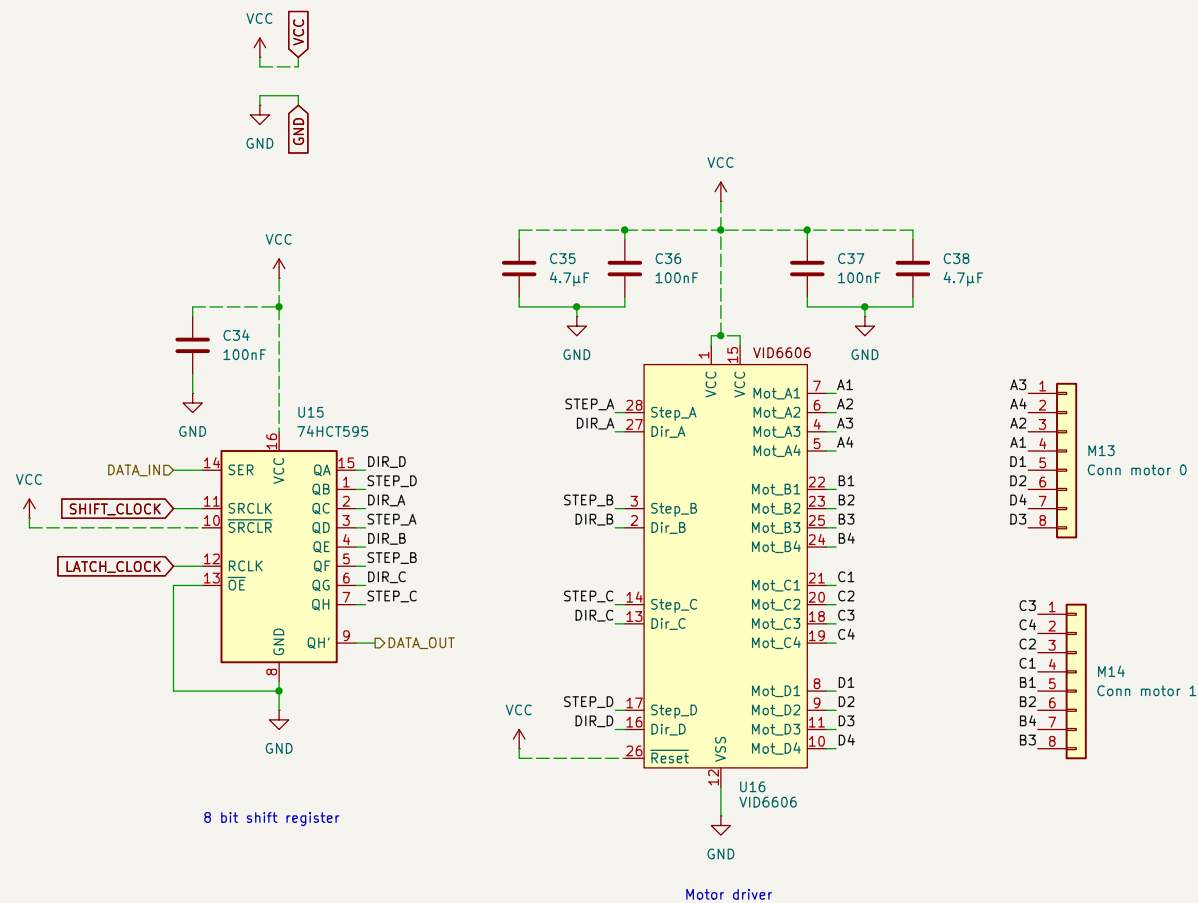 VCC
VCC
GND
GND
VCC
C34
100nF
GND
U15
74HCT595
16
VCC
DATA_IN
14
SER
QA
15
DIR_D
QB
1
STEP_D
VCC
SHIFT_CLOCK
11
SRCLK
QC
2
DIR_A
10
SRCLR
QD
3
STEP_A
QE
4
DIR_B
LATCH_CLOCK
12
RCLK
QF
5
STEP_B
13
OE
QG
6
DIR_C
QH
7
STEP_C
GND
QH'
9
DATA_OUT
8
GND
8 bit shift register
VCC
C35
4.7µF
C36
100nF
C37
100nF
C38
4.7µF
GND
GND
1
15
VID6606
VCC
VCC
STEP_A
28
Step_A
DIR_A
27
Dir_A
STEP_B
3
Step_B
DIR_B
2
Dir_B
STEP_C
14
Step_C
DIR_C
13
Dir_C
STEP_D
17
Step_D
DIR_D
16
Dir_D
VCC
26
Reset
Mot_A1
7
A1
Mot_A2
6
A2
Mot_A3
4
A3
Mot_A4
5
A4
Mot_B1
22
B1
Mot_B2
23
B2
Mot_B3
25
B3
Mot_B4
24
B4
Mot_C1
21
C1
Mot_C2
20
C2
Mot_C3
18
C3
Mot_C4
19
C4
Mot_D1
8
D1
Mot_D2
9
D2
Mot_D3
11
D3
Mot_D4
10
D4
VSS
12
U16
VID6606
GND
Motor driver
A3 1
A4 2
A2 3
A1 4
D1 5
D2 6
D4 7
D3 8
M13
Conn motor 0
C3 1
C4 2
C2 3
C1 4
B1 5
B2 6
B4 7
B3 8
M14
Conn motor 1